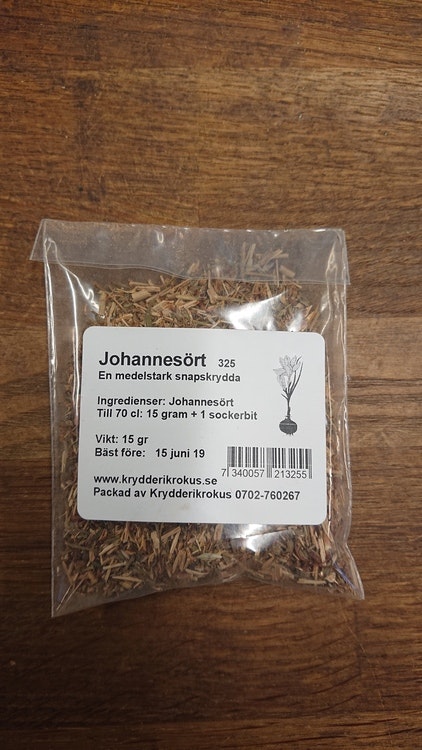 Johannesört 325
En medelstark snapskrydda
Ingredienser: Johannesört
Till 70 cl: 15 gram + 1 sockerbit
Vikt: 15 gr
Bäst före: 15 juni 19
7 340057 213255
www.krydderikrokus.se
Packad av Krydderikrokus 0702-760267